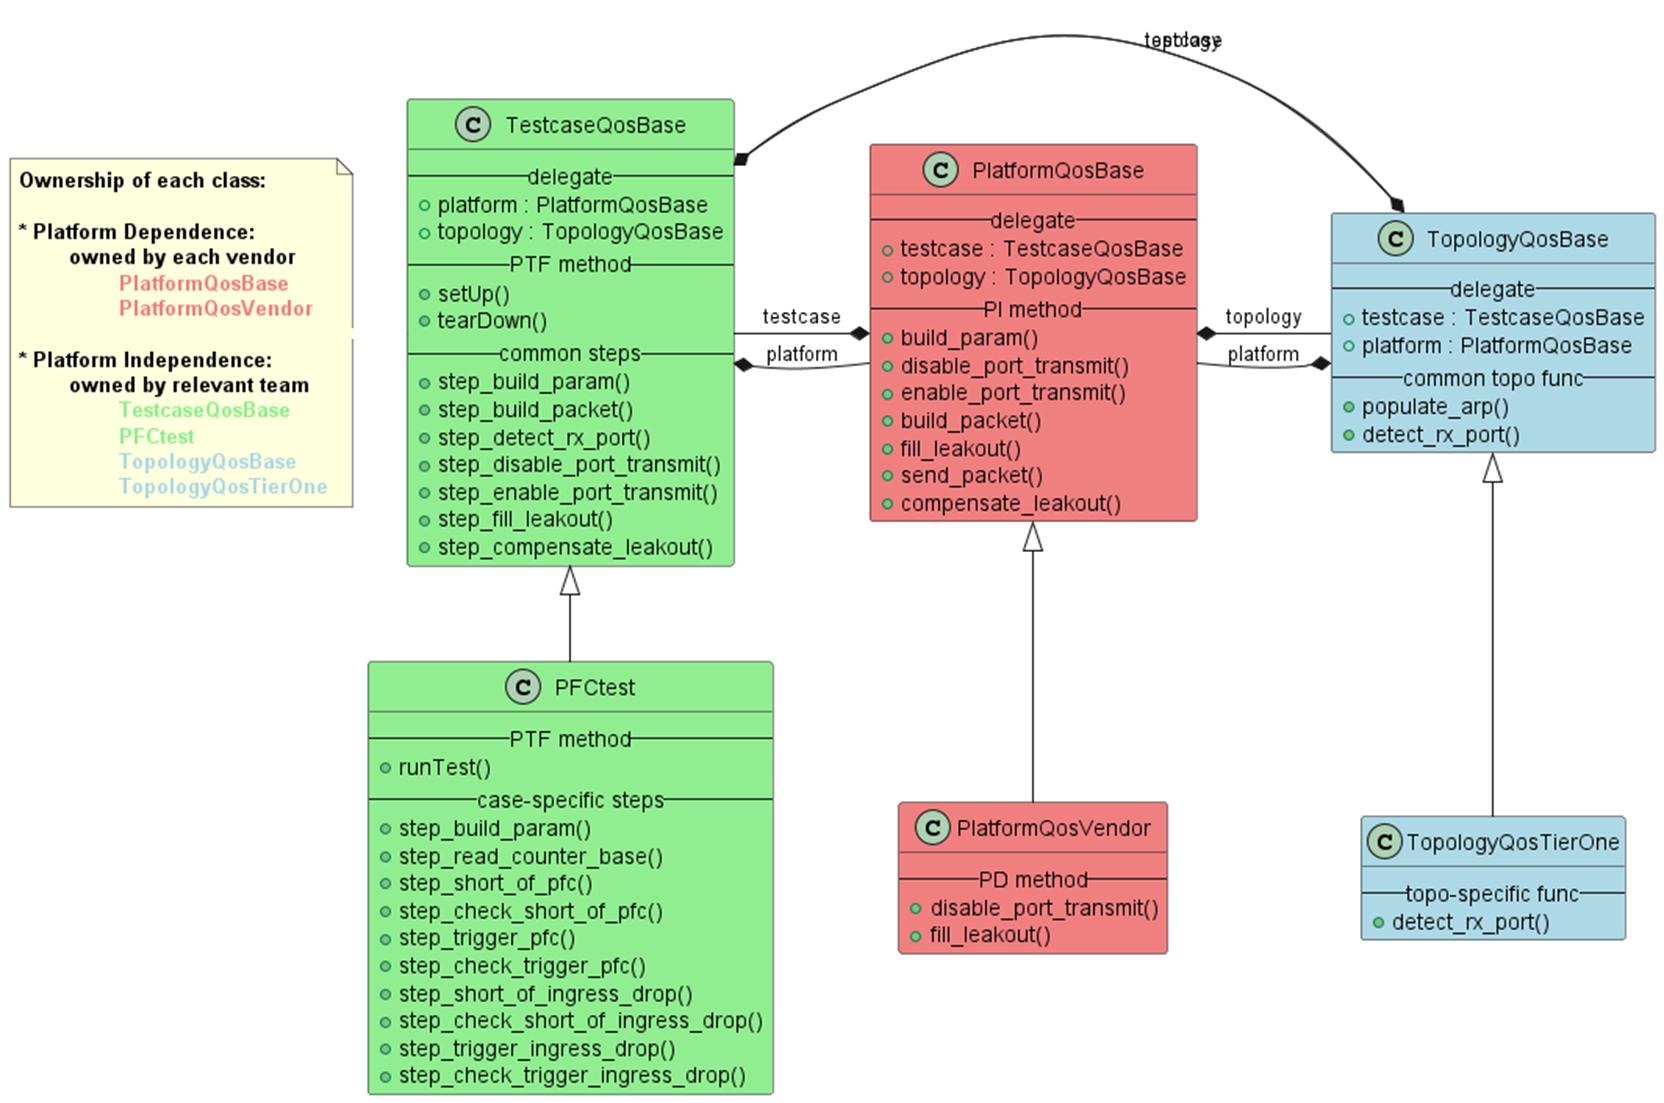 Ownership of each class:
* Platform Dependence:
owned by each vendor
PlatformQosBase
PlatformQosVendor
* Platform Independence:
owned by relevant team
TestcaseQosBase
PFCtest
TopologyQosBase
TopologyQosTierOne
C TestcaseQosBase
delegate
platform : PlatformQosBase
topology : TopologyQosBase
PTF method
setUp()
tearDown()
common steps
step_build_param()
step_build_packet()
step_detect_rx_port()
step_disable_port_transmit()
step_enable_port_transmit()
step_fill_leakout()
step_compensate_leakout()
testcase
platform
C PlatformQosBase
delegate
testcase : TestcaseQosBase
topology : TopologyQosBase
PI method
build_param()
disable_port_transmit()
enable_port_transmit()
build_packet()
fill_leakout()
send_packet()
compensate_leakout()
topology
platform
C TopologyQosBase
delegate
testcase : TestcaseQosBase
platform : PlatformQosBase
common topo func
populate_arp()
detect_rx_port()
C PFCtest
PTF method
runTest()
case-specific steps
step_build_param()
step_read_counter_base()
step_short_of_pfc()
step_check_short_of_pfc()
step_trigger_pfc()
step_check_trigger_pfc()
step_short_of_ingress_drop()
step_check_short_of_ingress_drop()
step_trigger_ingress_drop()
step_check_trigger_ingress_drop()
C PlatformQosVendor
PD method
disable_port_transmit()
fill_leakout()
C TopologyQosTierOne
topo-specific func
detect_rx_port()